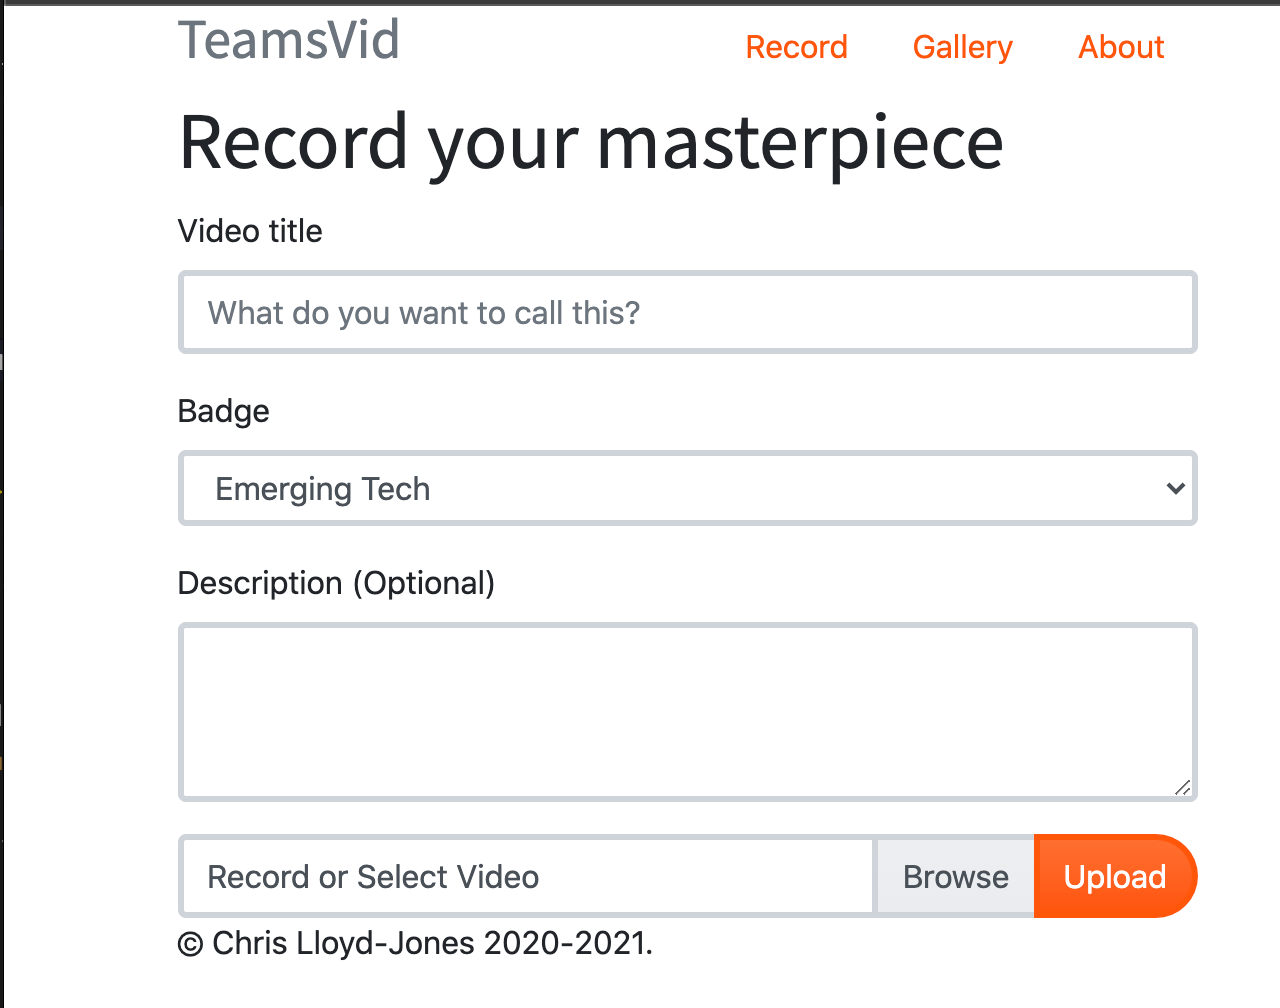 TeamsVid
Record Gallery About
Record your masterpiece
Video title
What do you want to call this?
Badge
Emerging Tech
Description (Optional)
Record or Select Video Browse Upload
© Chris Lloyd-Jones 2020-2021.